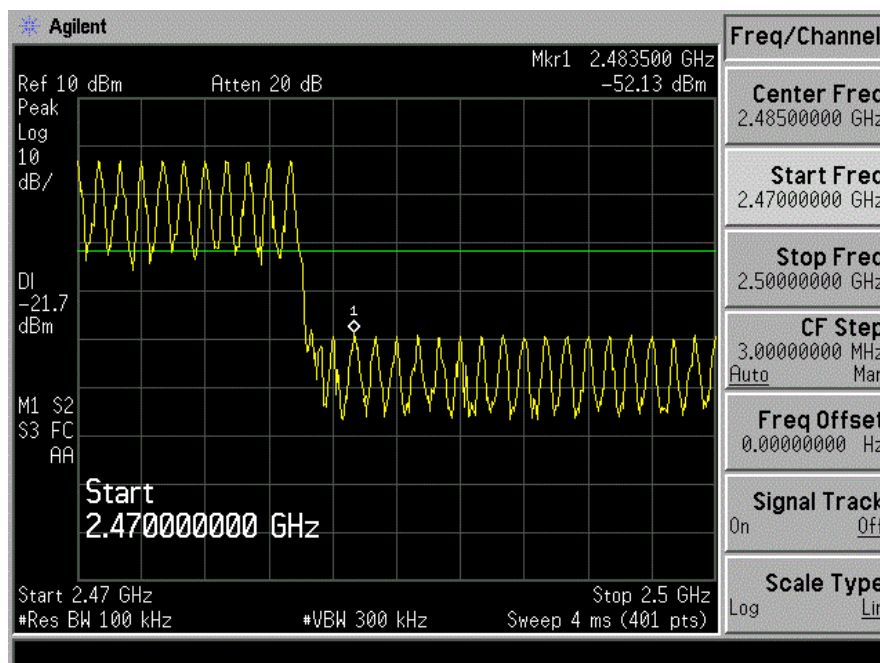 Agilent
Freq/Channel
Mkr1 2.483500 GHz
Ref 10 dBm Atten 20 dB -52.13 dBm
Peak
Log
10
dB/
DI
-21.7
dBm
M1 S2
S3 FC
AA
1
Start
2.470000000 GHz
Start 2.47 GHz Stop 2.5 GHz
#Res BW 100 kHz #VBW 300 kHz Sweep 4 ms (401 pts)
Center Freq
2.48500000 GHz
Start Freq
2.47000000 GHz
Stop Freq
2.50000000 GHz
CF Step
3.00000000 MHz
Auto Man
Freq Offset
0.00000000 Hz
Signal Track
On Off
Scale Type
Log Lin